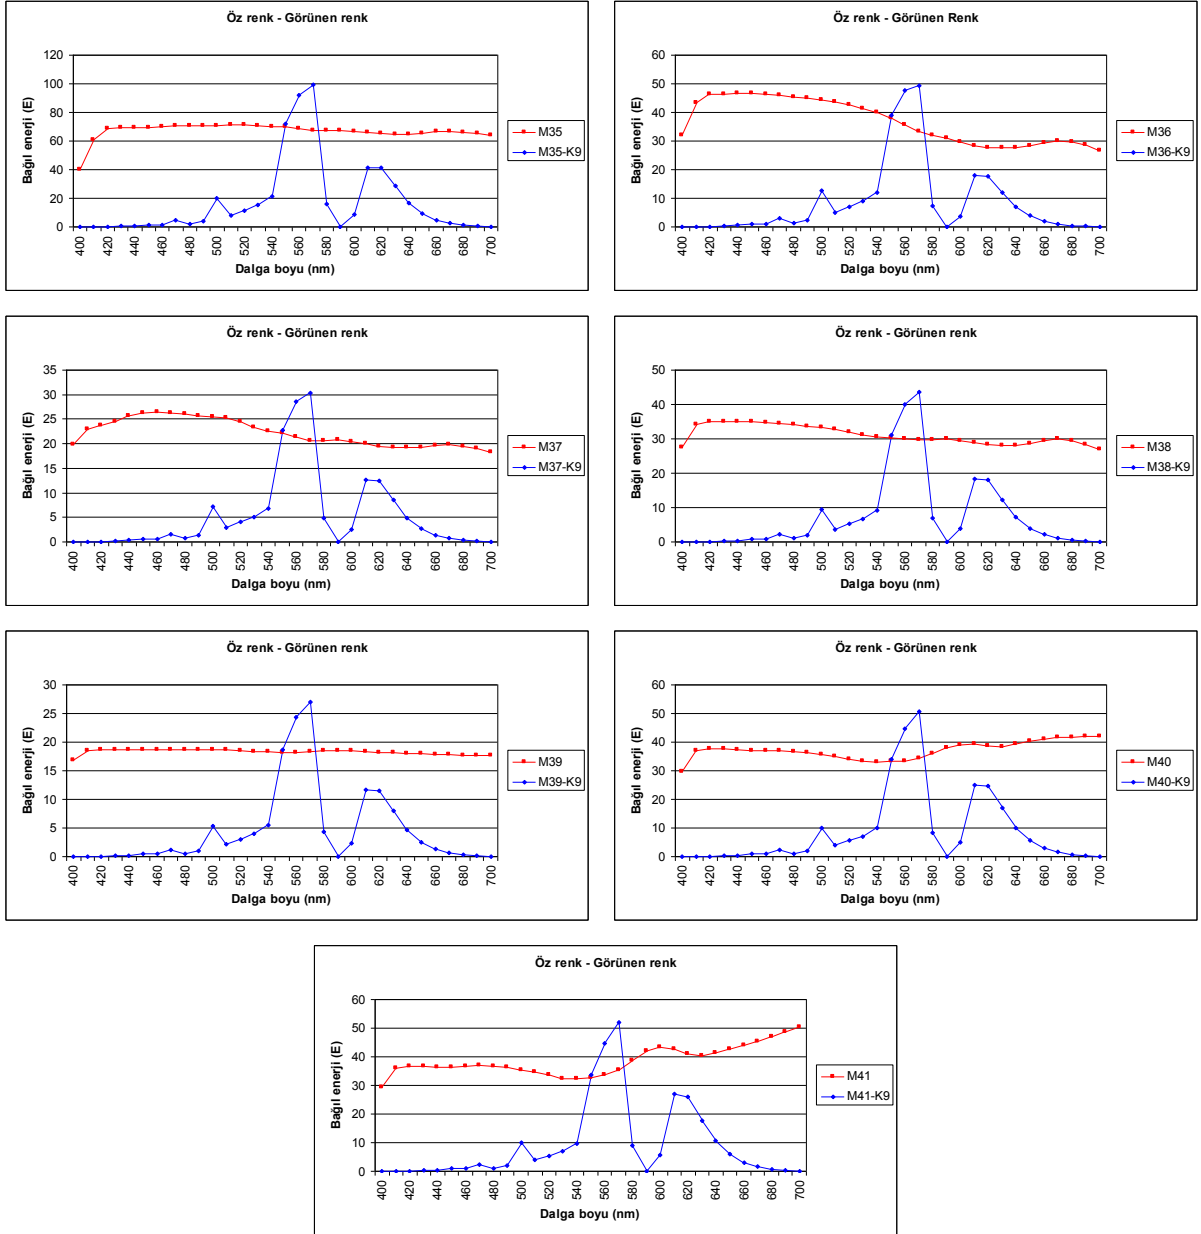 Öz renk - Görünen renk
120
100
80
60
40
20
0
Bağıl enerji (E)
400 420 440 460 480 500 520 540 560 580 600 620 640 660 680 700
Dalga boyu (nm)
M35
M35-K9
Öz renk - Görünen Renk
60
50
40
30
20
10
0
Bağıl enerji (E)
400 420 440 460 480 500 520 540 560 580 600 620 640 660 680 700
Dalga boyu (nm)
M36
M36-K9
Öz renk - Görünen renk
35
30
25
20
15
10
5
0
Bağıl enerji (E)
400 420 440 460 480 500 520 540 560 580 600 620 640 660 680 700
Dalga boyu (nm)
M37
M37-K9
Öz renk - Görünen renk
50
40
30
20
10
0
Bağıl enerji (E)
400 420 440 460 480 500 520 540 560 580 600 620 640 660 680 700
Dalga boyu (nm)
M38
M38-K9
Öz renk - Görünen renk
30
25
20
15
10
5
0
Bağıl enerji (E)
400 420 440 460 480 500 520 540 560 580 600 620 640 660 680 700
Dalga boyu (nm)
M39
M39-K9
Öz renk - Görünen renk
60
50
40
30
20
10
0
Bağıl enerji (E)
400 420 440 460 480 500 520 540 560 580 600 620 640 660 680 700
Dalga boyu (nm)
M40
M40-K9
Öz renk - Görünen renk
60
50
40
30
20
10
0
Bağıl enerji (E)
400 420 440 460 480 500 520 540 560 580 600 620 640 660 680 700
Dalga boyu (nm)
M41
M41-K9